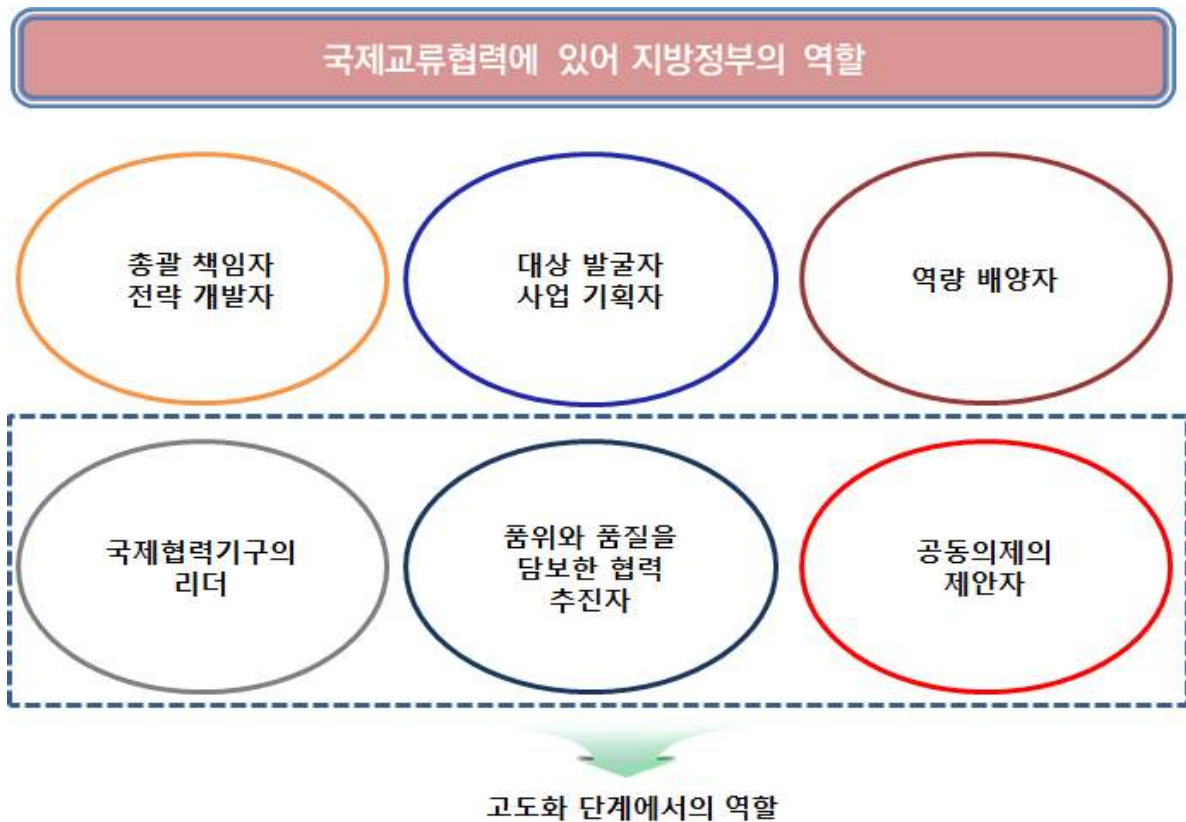 국제교류협력에 있어 지방정부의 역할
총괄 책임자
전략 개발자
대상 발굴자
사업 기획자
역량 배양자
국제협력기구의
리더
품위와 품질을
담보한 협력
추진자
공동의제의
제안자
고도화 단계에서의 역할